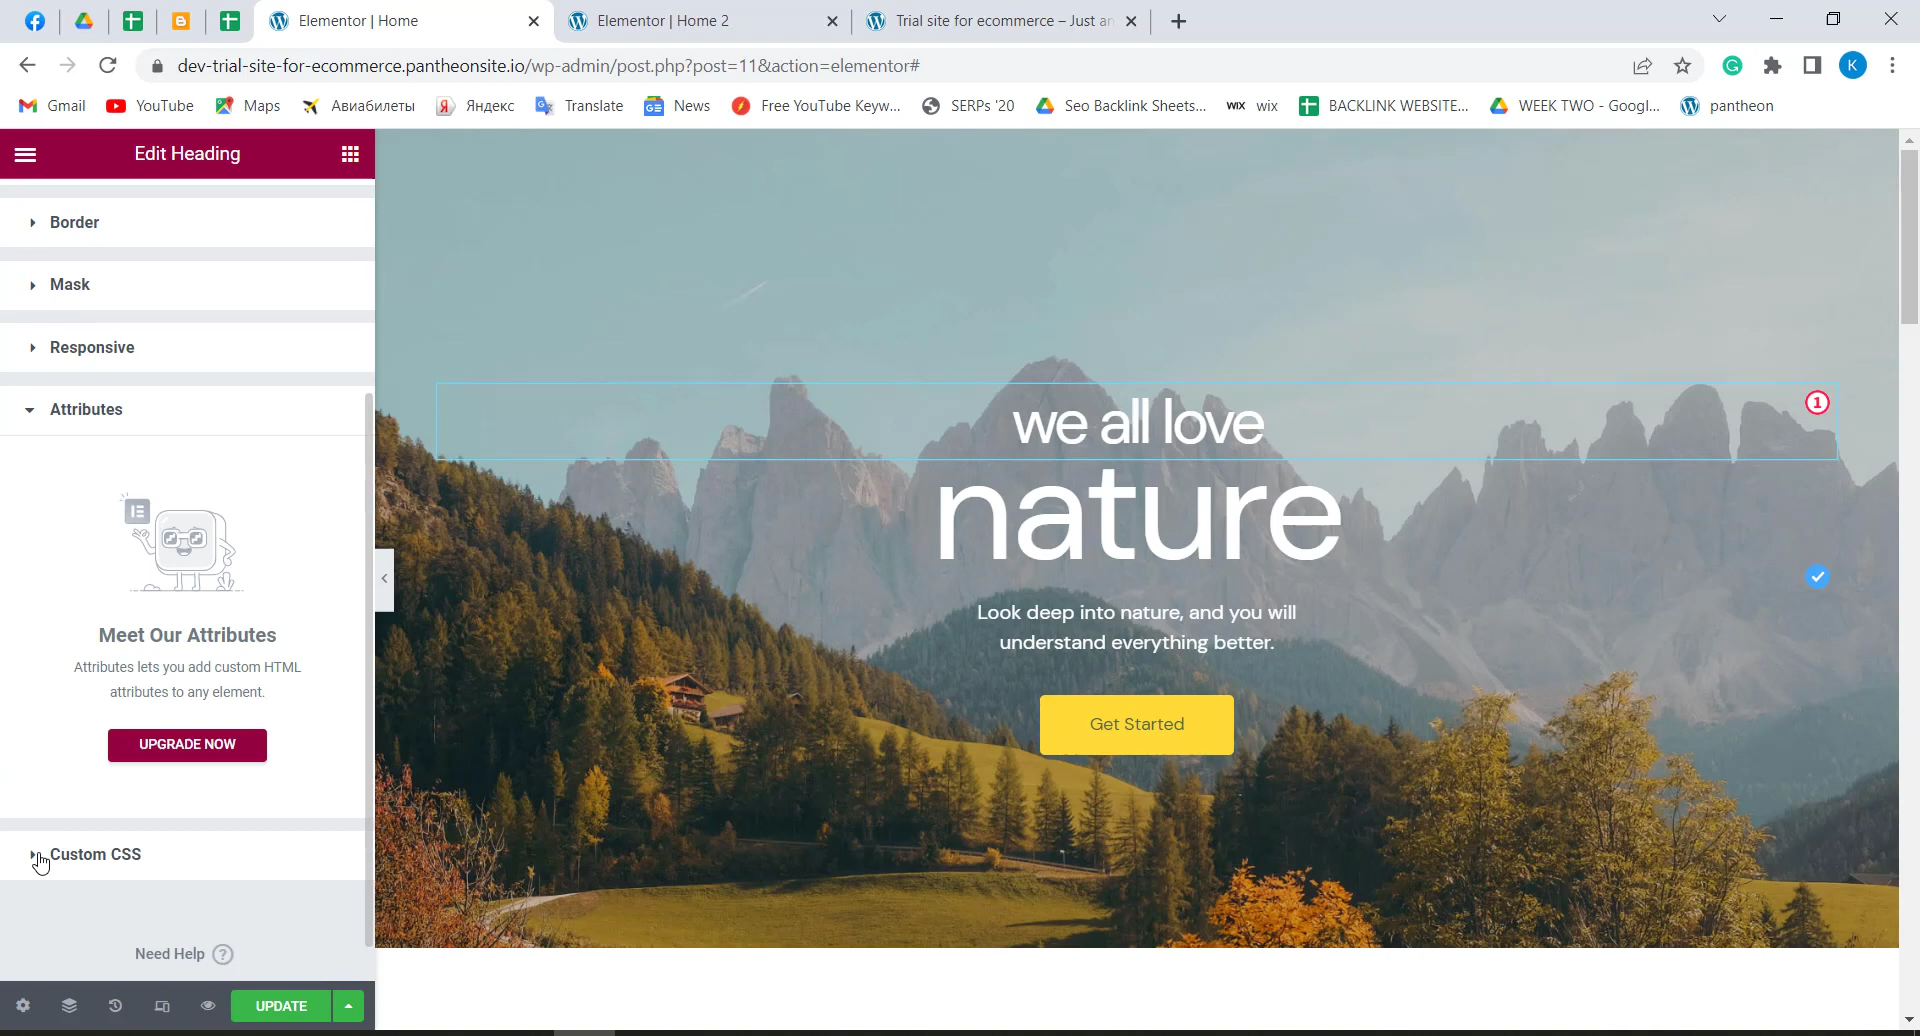 Elementor | Home
Elementor | Home 2
Trial site for ecommerce – Just an
dev-trial-site-for-ecommerce.pantheonsite.io/wp-admin/post.php?post=11&action=elementor#
K
Gmail
YouTube
Maps
Авиабилеты
Яндекс
Translate
News
Free YouTube Keyw...
SERPs '20
Seo Backlink Sheets...
WIX wix
BACKLINK WEBSITE...
WEEK TWO - Googl...
pantheon
Edit Heading
Border
Mask
Responsive
Attributes
Meet Our Attributes
Attributes lets you add custom HTML
attributes to any element.
UPGRADE NOW
Custom CSS
Need Help ?
UPDATE
1
we all love
nature
Look deep into nature, and you will
understand everything better.
Get Started